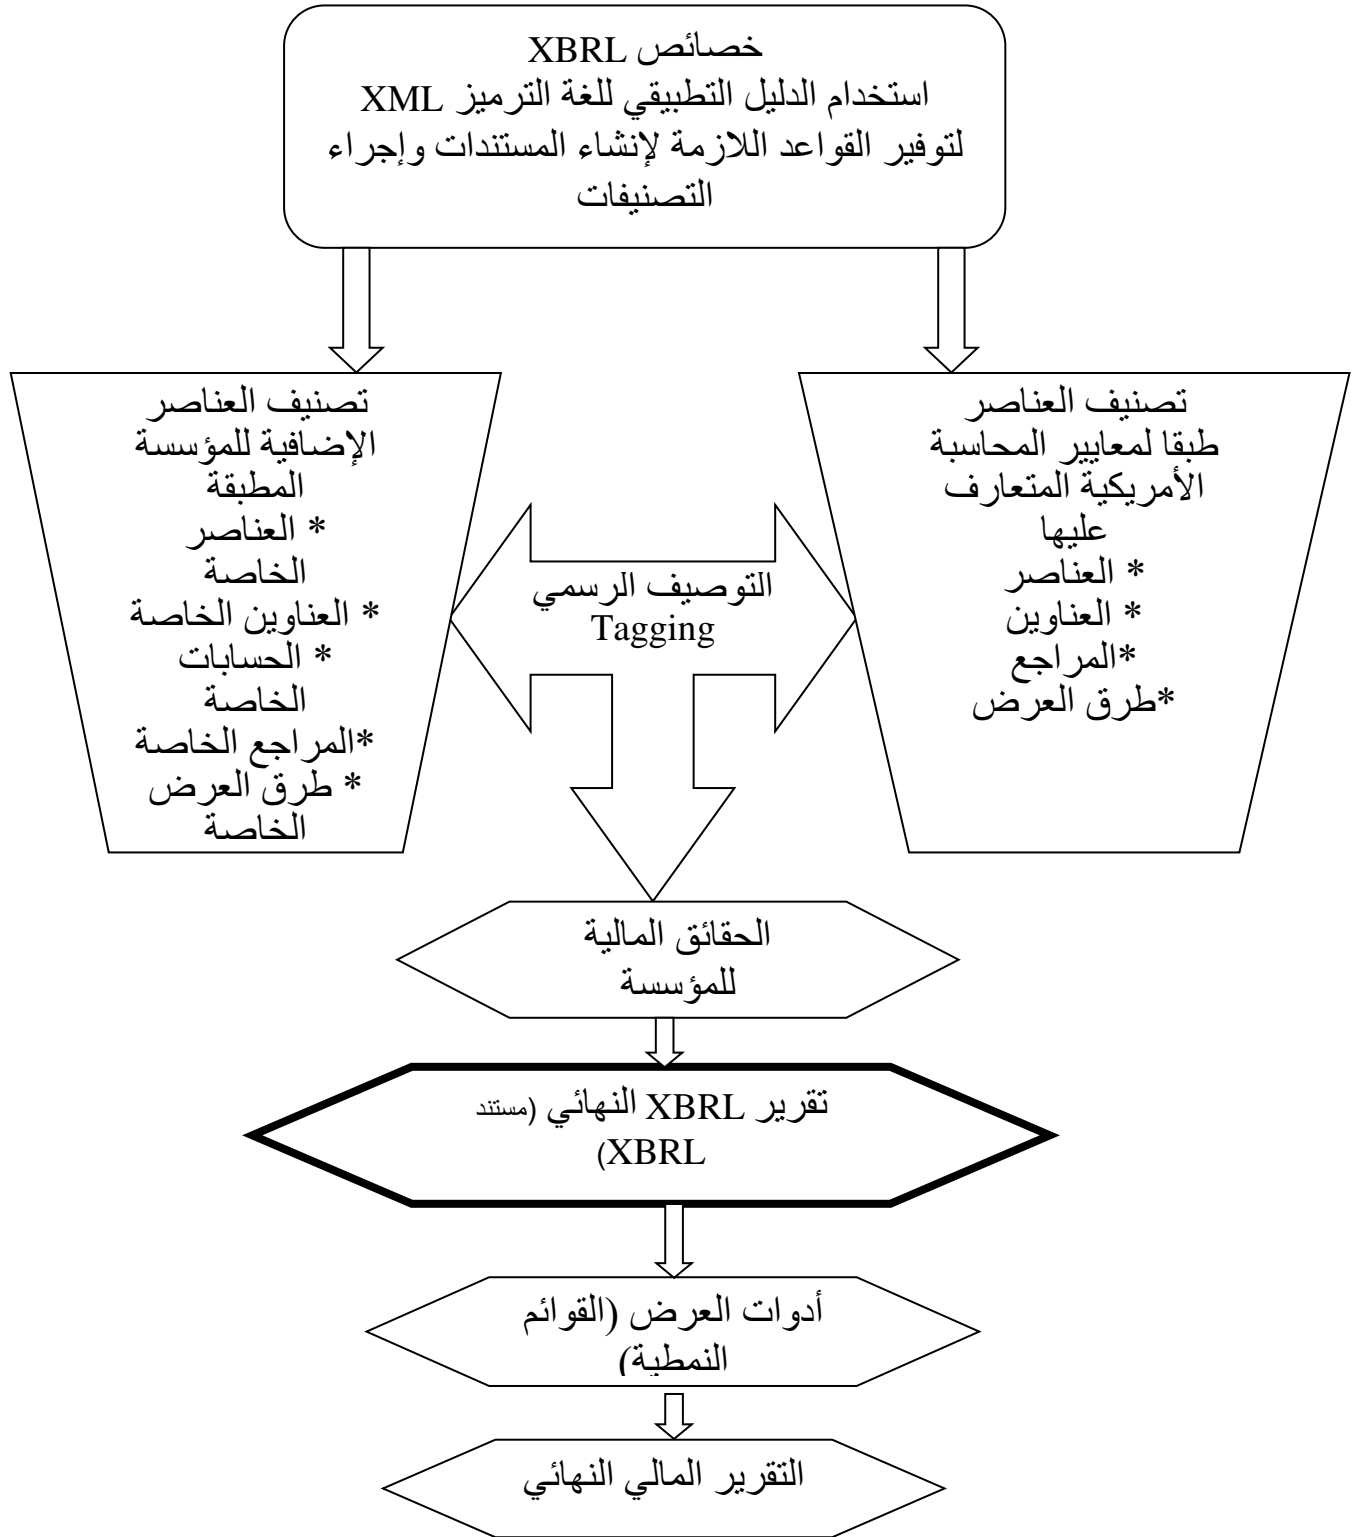 خصائص XBRL
استخدام الدليل التطبيقي للغة الترميز XML
لتوفير القواعد اللازمة لإنشاء المستندات وإجراء
التصنيفات
تصنيف العناصر
طبقا لمعايير المحاسبة
الأمريكية المتعارف
عليها
* العناصر
* العناوين
*المراجع
*طرق العرض
التوصيف الرسمي
Tagging
تصنيف العناصر
الإضافية للمؤسسة
المطبقة
* العناصر
الخاصة
* العناوين الخاصة
* الحسابات
الخاصة
*المراجع الخاصة
* طرق العرض
الخاصة
الحقائق المالية
للمؤسسة
تقرير XBRL النهائي (مستند
XBRL)
أدوات العرض (القوائم
النمطية)
التقرير المالي النهائي